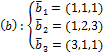 (b): { b⃗₁ = (1,1,1)
b⃗₂ = (1,2,3)
b⃗₃ = (3,1,1)